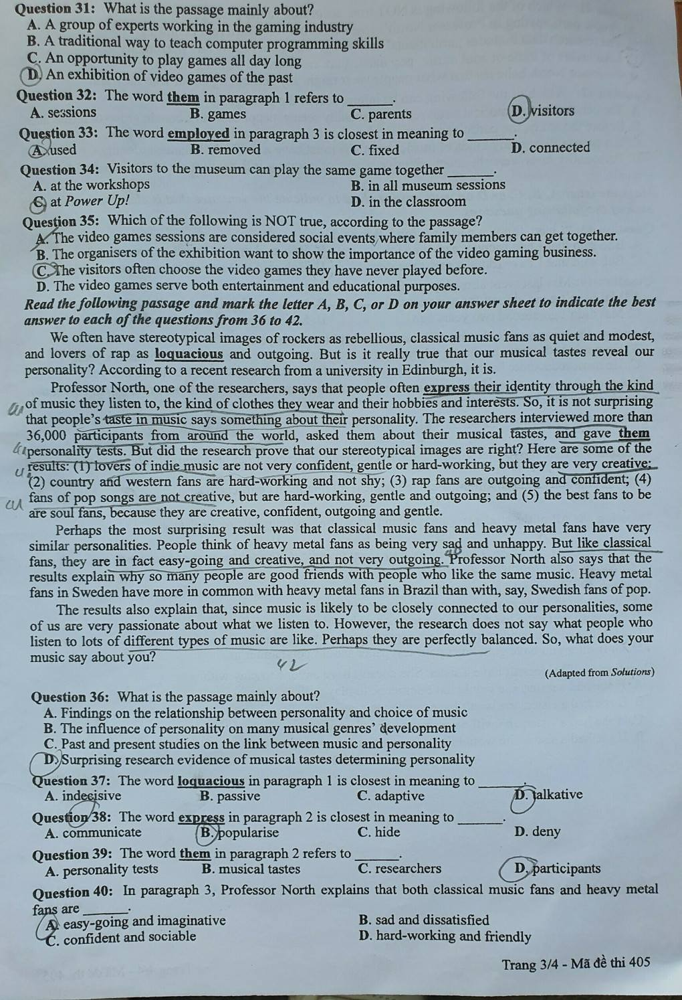 Question 31: What is the passage mainly about?
A. A group of experts working in the gaming industry
B. A traditional way to teach computer programming skills
C. An opportunity to play games all day long
D. An exhibition of video games of the past
Question 32: The word them in paragraph 1 refers to ______.
A. sessions B. games C. parents D. visitors
Question 33: The word employed in paragraph 3 is closest in meaning to ______.
A. used B. removed C. fixed D. connected
Question 34: Visitors to the museum can play the same game together ______.
A. at the workshops B. in all museum sessions
C. at Power Up! D. in the classroom
Question 35: Which of the following is NOT true, according to the passage?
A. The video games sessions are considered social events where family members can get together.
B. The organisers of the exhibition want to show the importance of the video gaming business.
C. The visitors often choose the video games they have never played before.
D. The video games serve both entertainment and educational purposes.
Read the following passage and mark the letter A, B, C, or D on your answer sheet to indicate the best
answer to each of the questions from 36 to 42.
We often have stereotypical images of rockers as rebellious, classical music fans as quiet and modest,
and lovers of rap as loquacious and outgoing. But is it really true that our musical tastes reveal our
personality? According to a recent research from a university in Edinburgh, it is.
Professor North, one of the researchers, says that people often express their identity through the kind
of music they listen to, the kind of clothes they wear and their hobbies and interests. So, it is not surprising
that people's taste in music says something about their personality. The researchers interviewed more than
36,000 participants from around the world, asked them about their musical tastes, and gave them
personality tests. But did the research prove that our stereotypical images are right? Here are some of the
results: (1) lovers of indie music are not very confident, gentle or hard-working, but they are very creative;
(2) country and western fans are hard-working and not shy; (3) rap fans are outgoing and confident; (4)
fans of pop songs are not creative, but are hard-working, gentle and outgoing; and (5) the best fans to be
are soul fans, because they are creative, confident, outgoing and gentle.
Perhaps the most surprising result was that classical music fans and heavy metal fans have very
similar personalities. People think of heavy metal fans as being very sad and unhappy. But like classical
fans, they are in fact easy-going and creative, and not very outgoing. Professor North also says that the
results explain why so many people are good friends with people who like the same music. Heavy metal
fans in Sweden have more in common with heavy metal fans in Brazil than with, say, Swedish fans of pop.
The results also explain that, since music is likely to be closely connected to our personalities, some
of us are very passionate about what we listen to. However, the research does not say what people who
listen to lots of different types of music are like. Perhaps they are perfectly balanced. So, what does your
music say about you?
42
(Adapted from Solutions)
Question 36: What is the passage mainly about?
A. Findings on the relationship between personality and choice of music
B. The influence of personality on many musical genres' development
C. Past and present studies on the link between music and personality
D. Surprising research evidence of musical tastes determining personality
Question 37: The word loquacious in paragraph 1 is closest in meaning to ______.
A. indecisive B. passive C. adaptive D. talkative
Question 38: The word express in paragraph 2 is closest in meaning to ______.
A. communicate B. popularise C. hide D. deny
Question 39: The word them in paragraph 2 refers to ______.
A. personality tests B. musical tastes C. researchers D. participants
Question 40: In paragraph 3, Professor North explains that both classical music fans and heavy metal
fans are ______.
A. easy-going and imaginative B. sad and dissatisfied
C. confident and sociable D. hard-working and friendly
Trang 3/4 - Mã đề thi 405